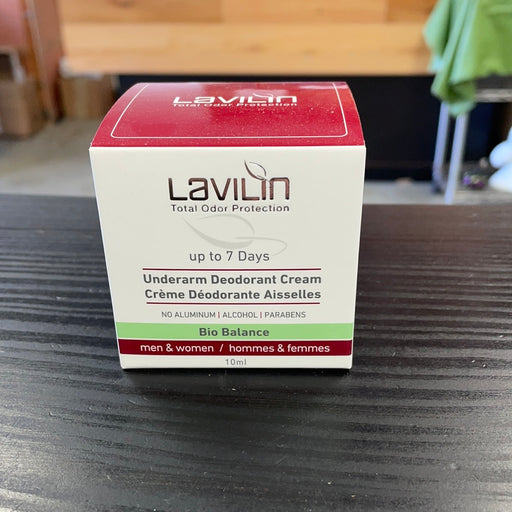 LAVILIN
Total Odor Protection
LAVILIN
Total Odor Protection
up to 7 Days
Underarm Deodorant Cream
Crème Déodorante Aisselles
NO ALUMINUM | ALCOHOL | PARABENS
Bio Balance
men & women / hommes & femmes
10ml